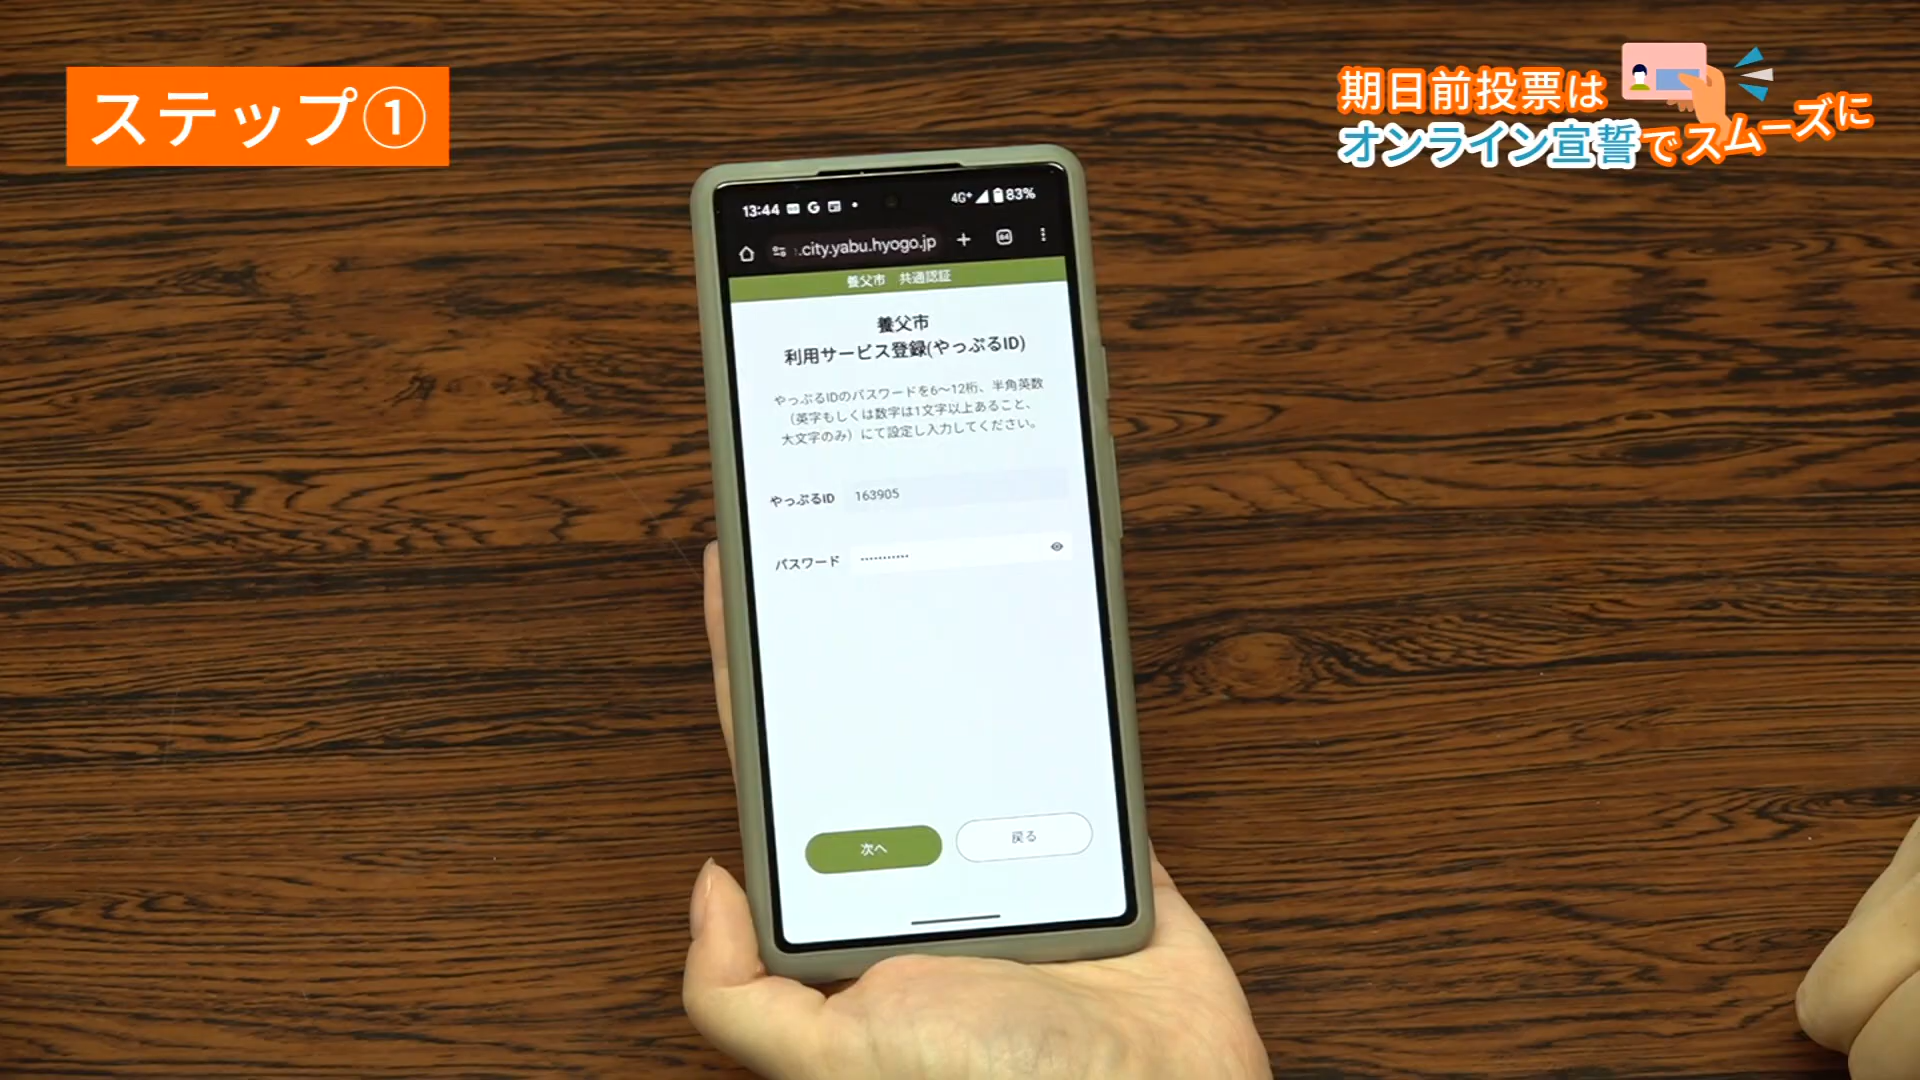 ステップ①
期日前投票は
オンライン宣誓でスムーズに
13:44
4G+ 83%
.city.yabu.hyogo.jp
養父市 共通認証
養父市
利用サービス登録(やっぷるID)
やっぷるIDのパスワードを6〜12桁、半角英数
（英字もしくは数字は1文字以上あること、
大文字のみ）にて設定し入力してください。
やっぷるID 163905
パスワード ...........
次へ 戻る